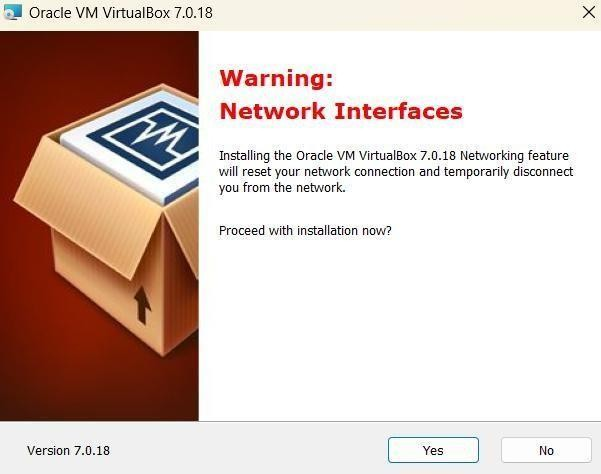 Oracle VM VirtualBox 7.0.18
Warning:
Network Interfaces
Installing the Oracle VM VirtualBox 7.0.18 Networking feature
will reset your network connection and temporarily disconnect
you from the network.
Proceed with installation now?
Version 7.0.18
Yes
No